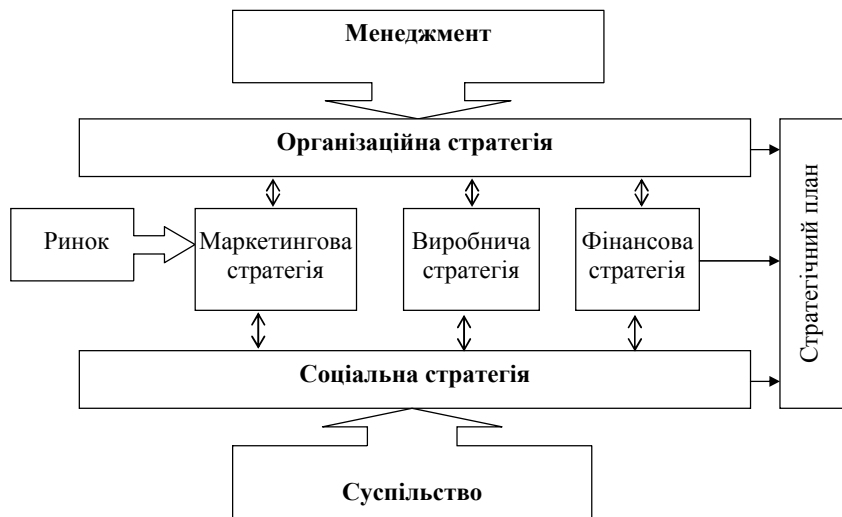 Менеджмент
Організаційна стратегія
Ринок
Маркетингова
стратегія
Виробнича
стратегія
Фінансова
стратегія
Стратегічний план
Соціальна стратегія
Суспільство